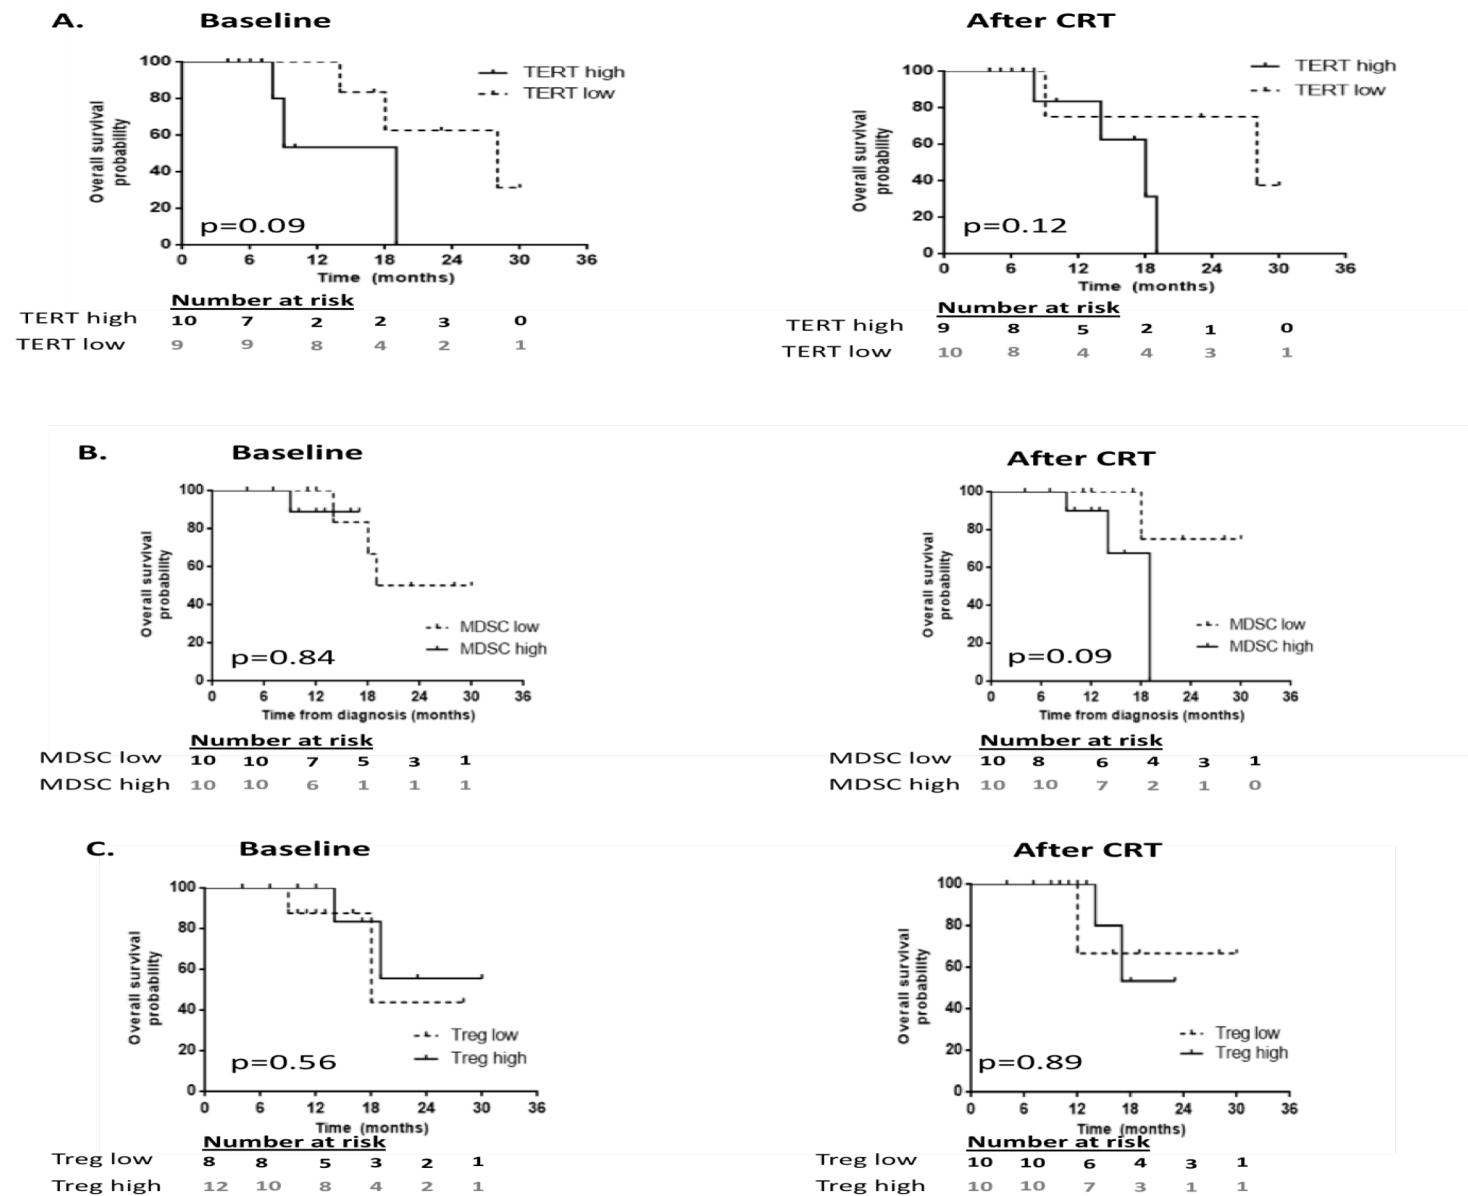 A. Baseline
After CRT
Overall survival
probability
100
80
60
40
20
0
TERT high
TERT low
p=0.09
0 6 12 18 24 30 36
Time (months)
Number at risk
TERT high 10 7 2 2 3 0
TERT low 9 9 8 4 2 1
Overall survival
probability
100
80
60
40
20
0
TERT high
TERT low
p=0.12
0 6 12 18 24 30 36
Time (months)
Number at risk
TERT high 9 8 5 2 1 0
TERT low 10 8 4 4 3 1
B. Baseline
After CRT
Overall survival
probability
100
80
60
40
20
0
MDSC low
MDSC high
p=0.84
0 6 12 18 24 30 36
Time from diagnosis (months)
Number at risk
MDSC low 10 10 7 5 3 1
MDSC high 10 10 6 1 1 1
Overall survival
probability
100
80
60
40
20
0
MDSC low
MDSC high
p=0.09
0 6 12 18 24 30 36
Time from diagnosis (months)
Number at risk
MDSC low 10 8 6 4 3 1
MDSC high 10 10 7 2 1 0
C. Baseline
After CRT
Overall survival
probability
100
80
60
40
20
0
Treg low
Treg high
p=0.56
0 6 12 18 24 30 36
Time (months)
Number at risk
Treg low 8 8 5 3 2 1
Treg high 12 10 8 4 2 1
Overall survival
probability
100
80
60
40
20
0
Treg low
Treg high
p=0.89
0 6 12 18 24 30 36
Time (months)
Number at risk
Treg low 10 10 6 4 3 1
Treg high 10 10 7 3 1 1